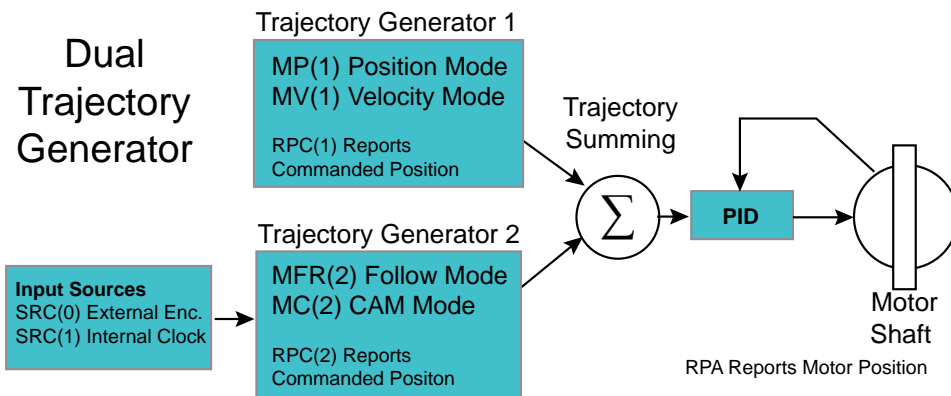 Dual
Trajectory
Generator
Trajectory Generator 1
MP(1) Position Mode
MV(1) Velocity Mode
RPC(1) Reports
Commanded Position
Trajectory
Summing
Σ
PID
Trajectory Generator 2
MFR(2) Follow Mode
MC(2) CAM Mode
RPC(2) Reports
Commanded Positon
Input Sources
SRC(0) External Enc.
SRC(1) Internal Clock
Motor
Shaft
RPA Reports Motor Position